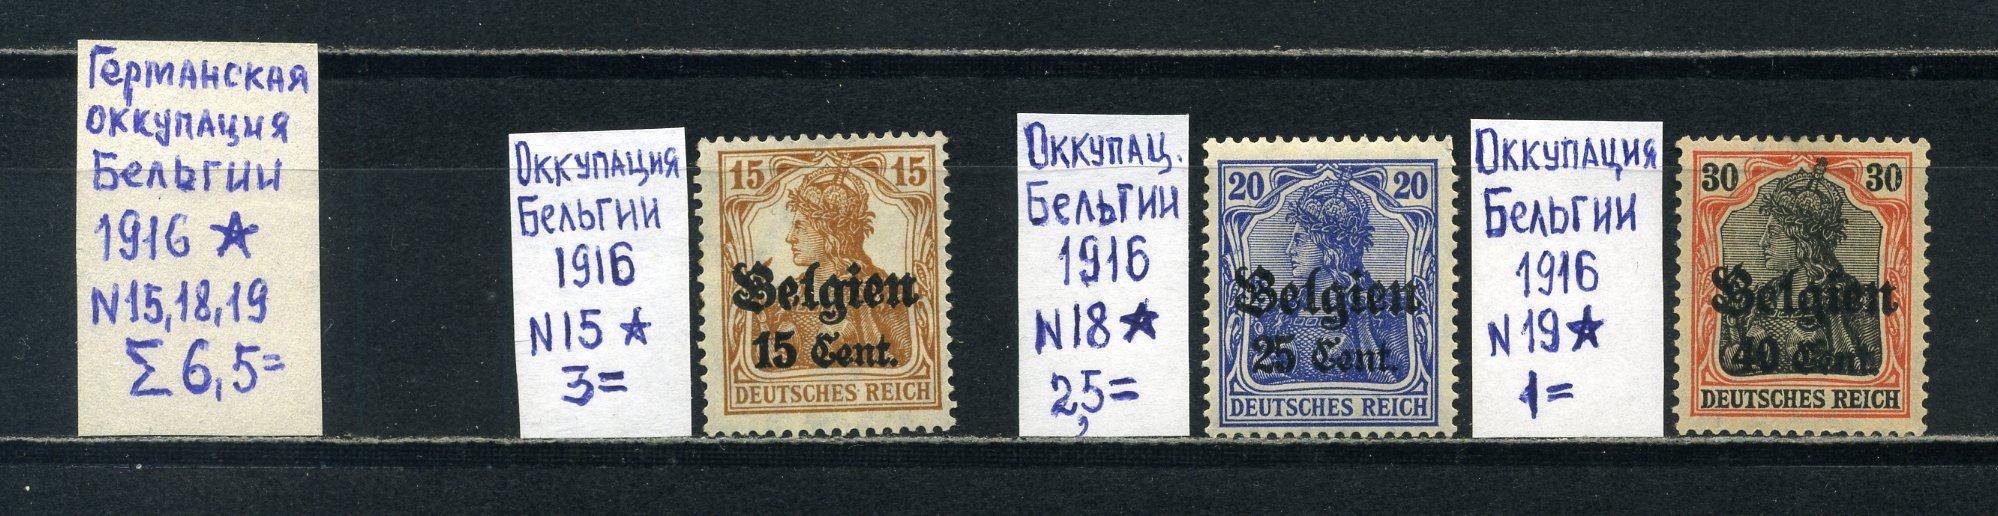 Германская
оккупация
Бельгии
1916 ☆
N15,18,19
Σ 6,5=
Оккупация
Бельгии
1916
N15 ☆
3=
15 15
Belgien
15 Cent.
DEUTSCHES REICH
Оккупац.
Бельгии
1916
N18 ☆
2,5=
20 20
Belgien
25 Cent.
DEUTSCHES REICH
Оккупация
Бельгии
1916
N19 ☆
1=
30 30
Belgien
40 Cent.
DEUTSCHES REICH